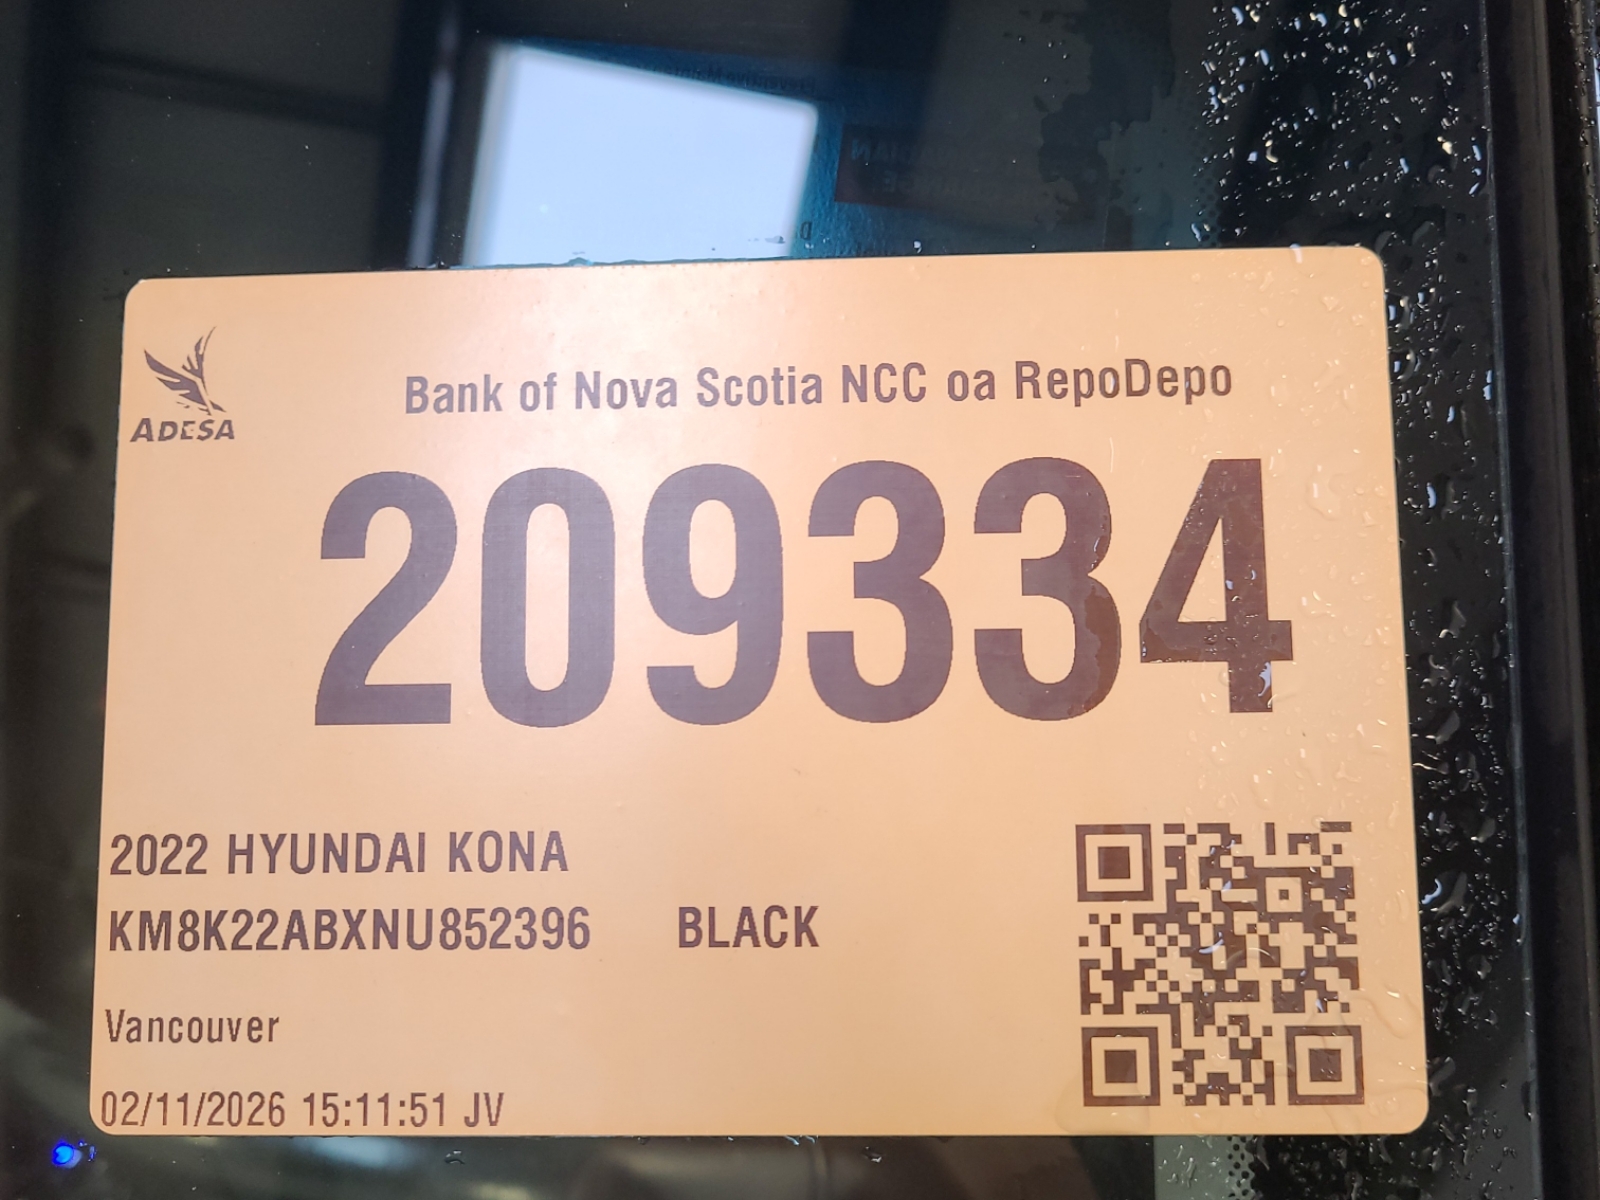 ADESA
Bank of Nova Scotia NCC oa RepoDepo
209334
2022 HYUNDAI KONA
KM8K22ABXNU852396 BLACK
Vancouver
02/11/2026 15:11:51 JV